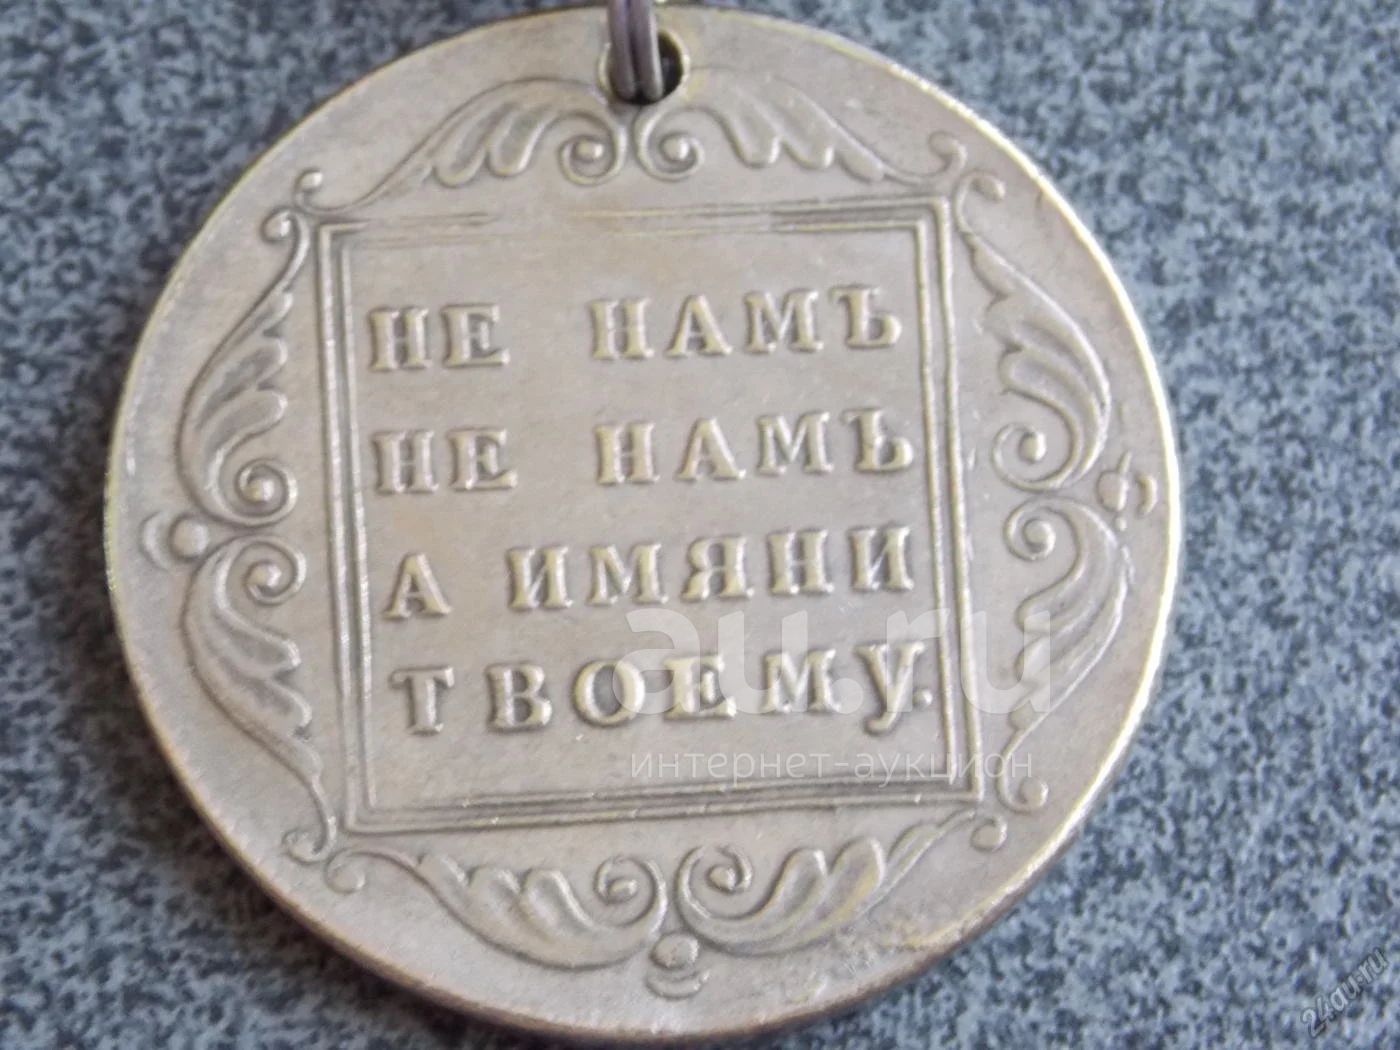 НЕ НАМЪ
НЕ НАМЪ
А ИМЯНИ
ТВОЕМУ.
au.ru
интернет-аукцион
24au.ru